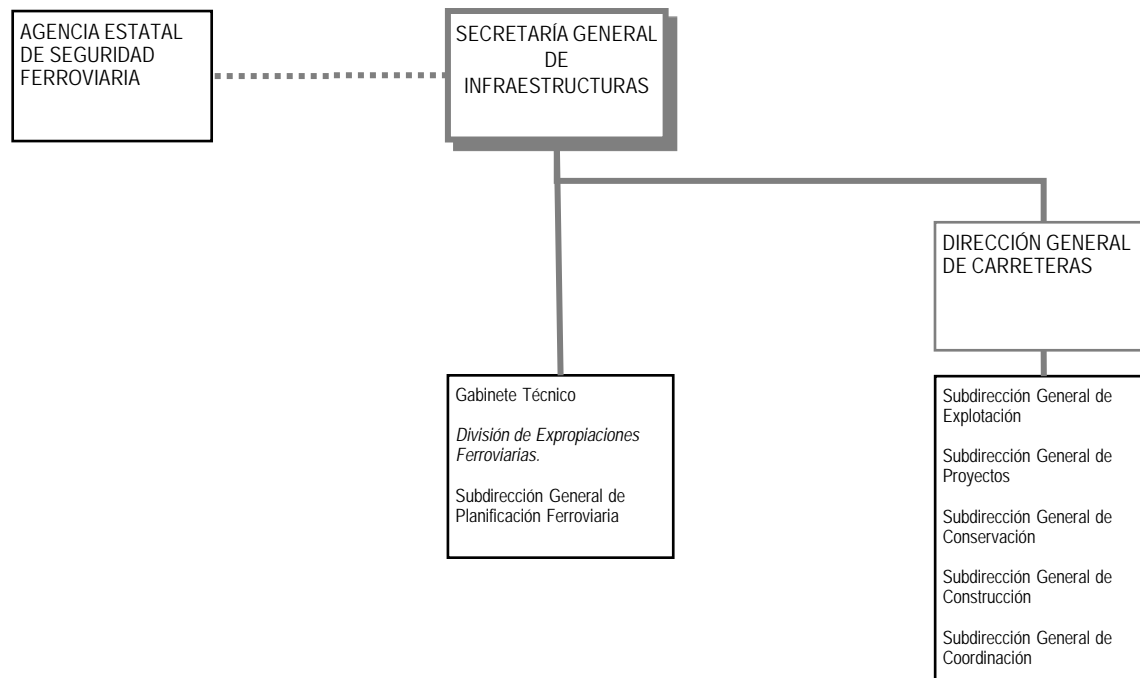 AGENCIA ESTATAL
DE SEGURIDAD
FERROVIARIA
SECRETARÍA GENERAL
DE
INFRAESTRUCTURAS
DIRECCIÓN GENERAL
DE CARRETERAS
Gabinete Técnico
División de Expropiaciones
Ferroviarias.
Subdirección General de
Planificación Ferroviaria
Subdirección General de
Explotación
Subdirección General de
Proyectos
Subdirección General de
Conservación
Subdirección General de
Construcción
Subdirección General de
Coordinación